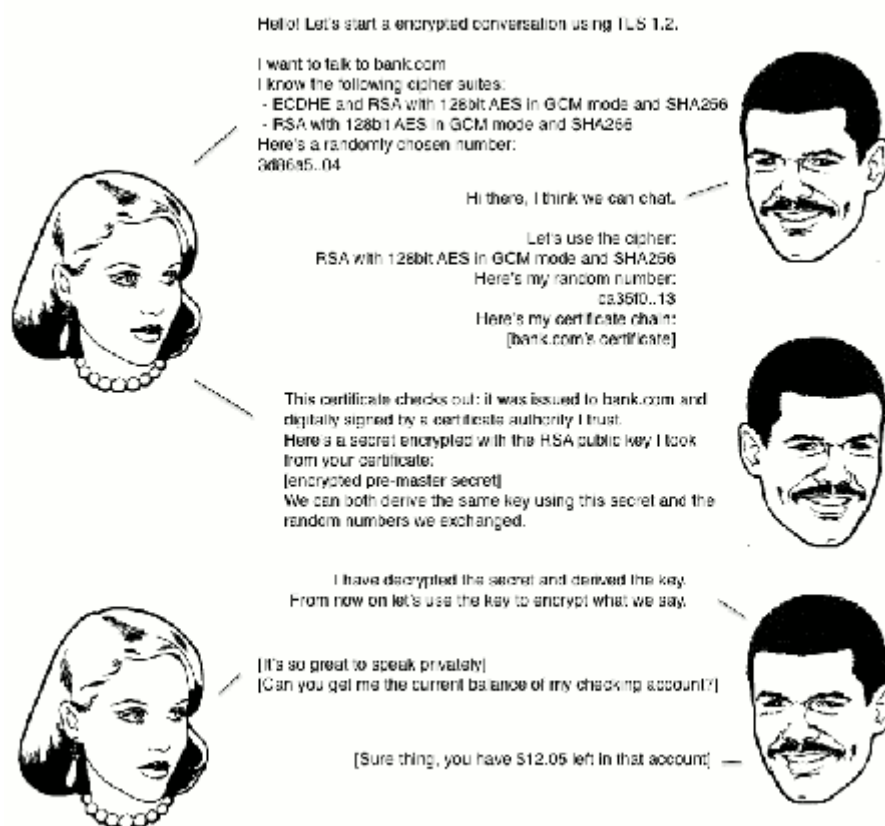 Hello! Let's start a encrypted conversation using TLS 1.2.
I want to talk to bank.com
I know the following cipher suites:
- ECDHE and RSA with 128bit AES in GCM mode and SHA256
- RSA with 128bit AES in GCM mode and SHA256
Here's a randomly chosen number:
3d86a5..04
Hi there, I think we can chat.
Let's use the cipher:
RSA with 128bit AES in GCM mode and SHA256
Here's my random number:
ca35f0..13
Here's my certificate chain:
[bank.com's certificate]
This certificate checks out: it was issued to bank.com and
digitally signed by a certificate authority I trust.
Here's a secret encrypted with the RSA public key I took
from your certificate:
[encrypted pre-master secret]
We can both derive the same key using this secret and the
random numbers we exchanged.
I have decrypted the secret and derived the key.
From now on let's use the key to encrypt what we say.
[It's so great to speak privately]
[Can you get me the current balance of my checking account?]
[Sure thing, you have $12.05 left in that account]